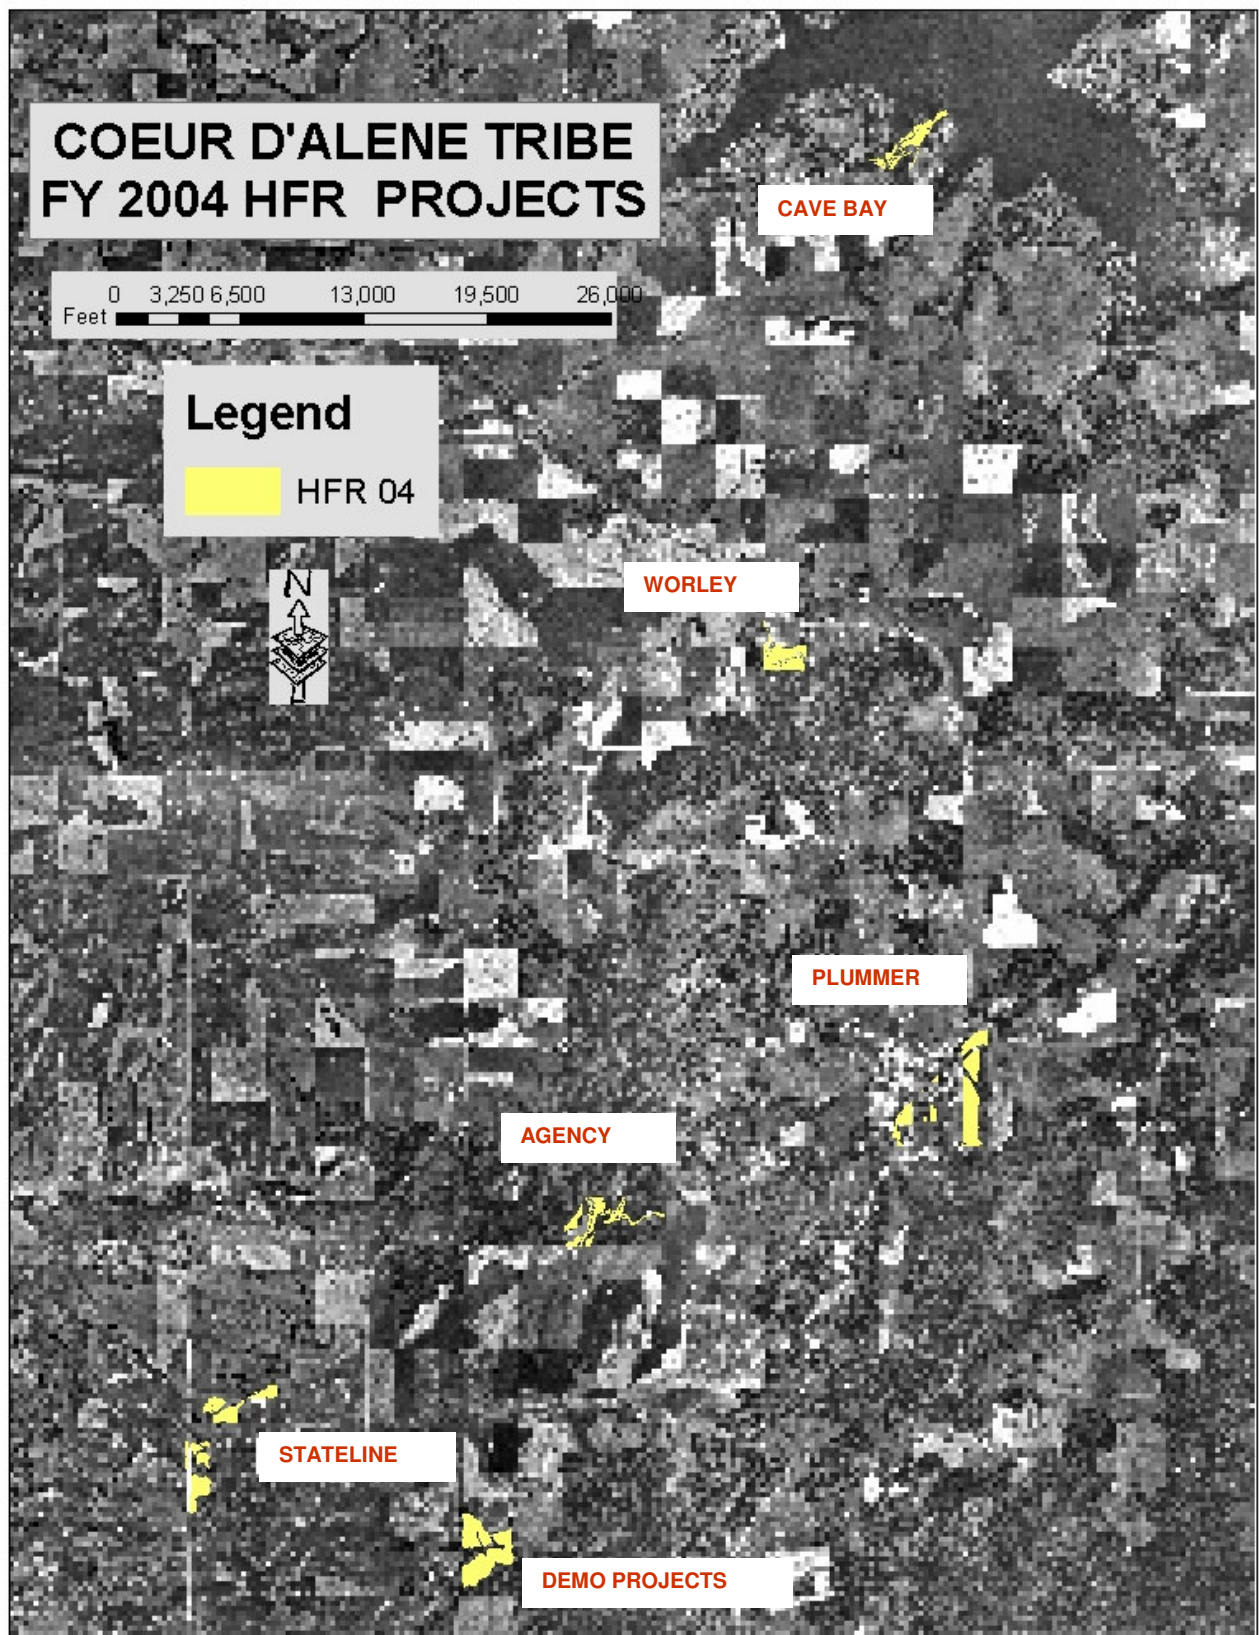 COEUR D'ALENE TRIBE
FY 2004 HFR PROJECTS
CAVE BAY
0 3,250 6,500 13,000 19,500 26,000
Feet
Legend
HFR 04
N
WORLEY
PLUMMER
AGENCY
STATELINE
DEMO PROJECTS